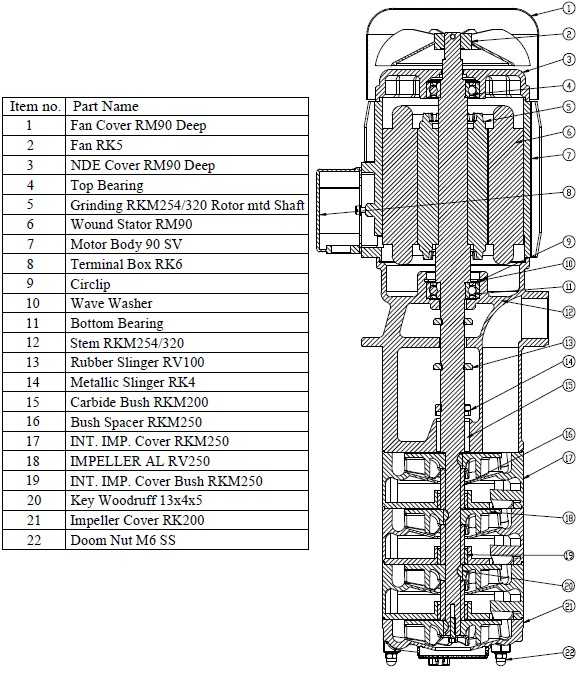 Item no. Part Name
1 Fan Cover RM90 Deep
2 Fan RK5
3 NDE Cover RM90 Deep
4 Top Bearing
5 Grinding RKM254/320 Rotor mtd Shaft
6 Wound Stator RM90
7 Motor Body 90 SV
8 Terminal Box RK6
9 Circlip
10 Wave Washer
11 Bottom Bearing
12 Stem RKM254/320
13 Rubber Slinger RV100
14 Metallic Slinger RK4
15 Carbide Bush RKM200
16 Bush Spacer RKM250
17 INT. IMP. Cover RKM250
18 IMPELLER AL RV250
19 INT. IMP. Cover Bush RKM250
20 Key Woodruff 13x4x5
21 Impeller Cover RK200
22 Doom Nut M6 SS
1
2
3
4
5
6
7
8
9
10
11
12
13
14
15
16
17
18
19
20
21
22